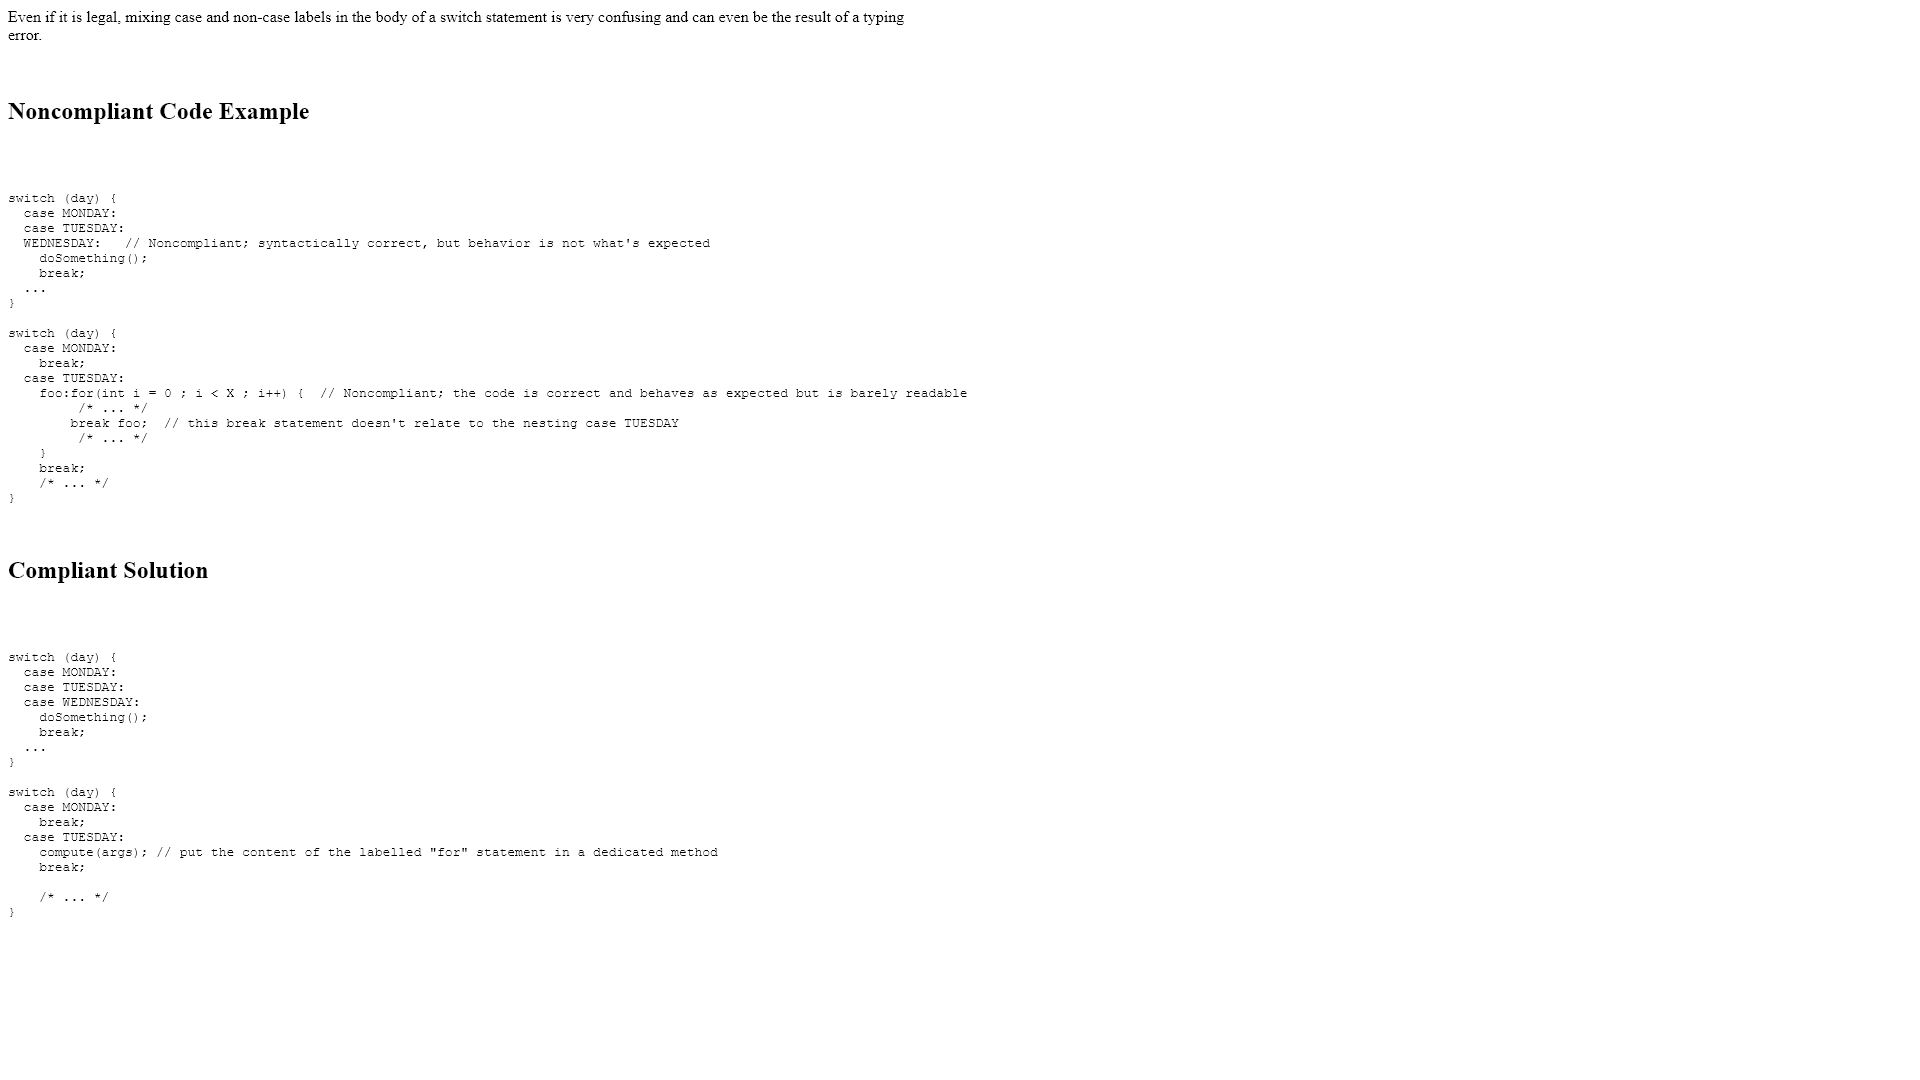 Even if it is legal, mixing case and non-case labels in the body of a switch statement is very confusing and can even be the result of a typing
error.
Noncompliant Code Example
switch (day) {
  case MONDAY:
  case TUESDAY:
  WEDNESDAY:   // Noncompliant; syntactically correct, but behavior is not what's expected
    doSomething();
    break;
  ...
}
switch (day) {
  case MONDAY:
    break;
  case TUESDAY:
    foo:for(int i = 0 ; i < X ; i++) {  // Noncompliant; the code is correct and behaves as expected but is barely readable
         /* ... */
        break foo;  // this break statement doesn't relate to the nesting case TUESDAY
         /* ... */
    }
    break;
    /* ... */
}
Compliant Solution
switch (day) {
  case MONDAY:
  case TUESDAY:
  case WEDNESDAY:
    doSomething();
    break;
  ...
}
switch (day) {
  case MONDAY:
    break;
  case TUESDAY:
    compute(args); // put the content of the labelled "for" statement in a dedicated method
    break;
    /* ... */
}